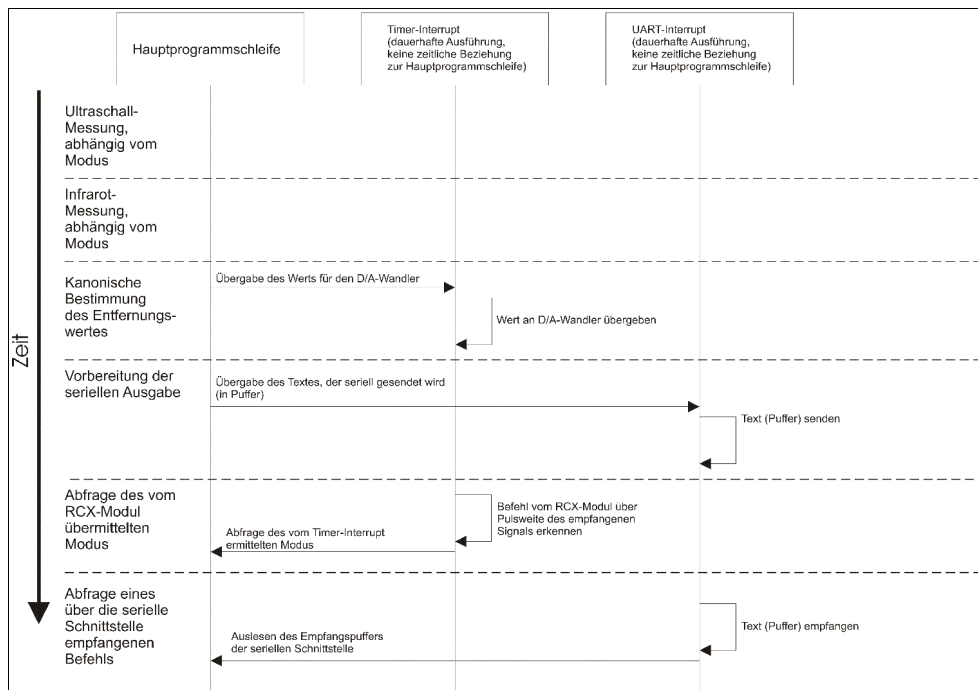 Hauptprogrammschleife
Timer-Interrupt
(dauerhafte Ausführung,
keine zeitliche Beziehung
zur Hauptprogrammschleife)
UART-Interrupt
(dauerhafte Ausführung,
keine zeitliche Beziehung
zur Hauptprogrammschleife)
Zeit
Ultraschall-
Messung,
abhängig vom
Modus
Infrarot-
Messung,
abhängig vom
Modus
Kanonische
Bestimmung
des Entfernungs-
wertes
Übergabe des Werts für den D/A-Wandler
Wert an D/A-Wandler übergeben
Vorbereitung der
seriellen Ausgabe
Übergabe des Textes, der seriell gesendet wird
(in Puffer)
Text (Puffer) senden
Abfrage des vom
RCX-Modul
übermittelten
Modus
Befehl vom RCX-Modul über
Pulsweite des empfangenen
Signals erkennen
Abfrage des vom Timer-Interrupt
ermittelten Modus
Abfrage eines
über die serielle
Schnittstelle
empfangenen
Befehls
Text (Puffer) empfangen
Auslesen des Empfangspuffers
der seriellen Schnittstelle